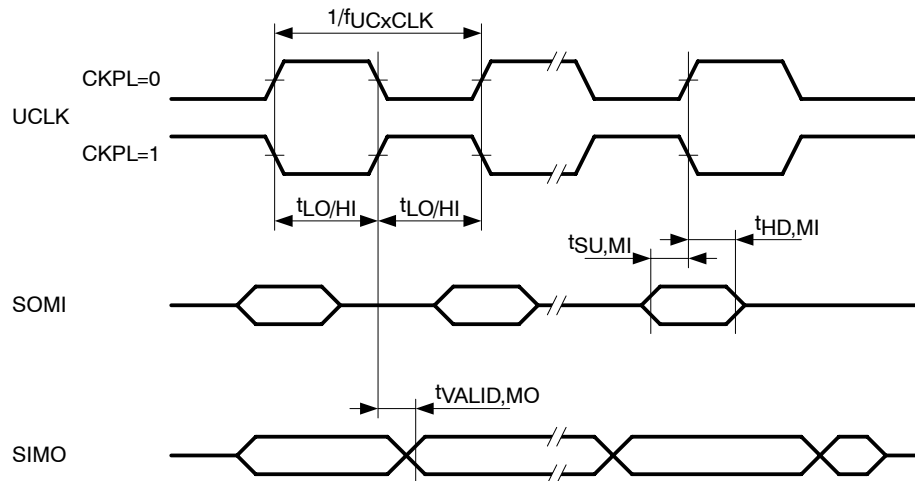 1/fUCxCLK
CKPL=0
UCLK
CKPL=1
tLO/HI tLO/HI
tHD,MI
tSU,MI
SOMI
tVALID,MO
SIMO